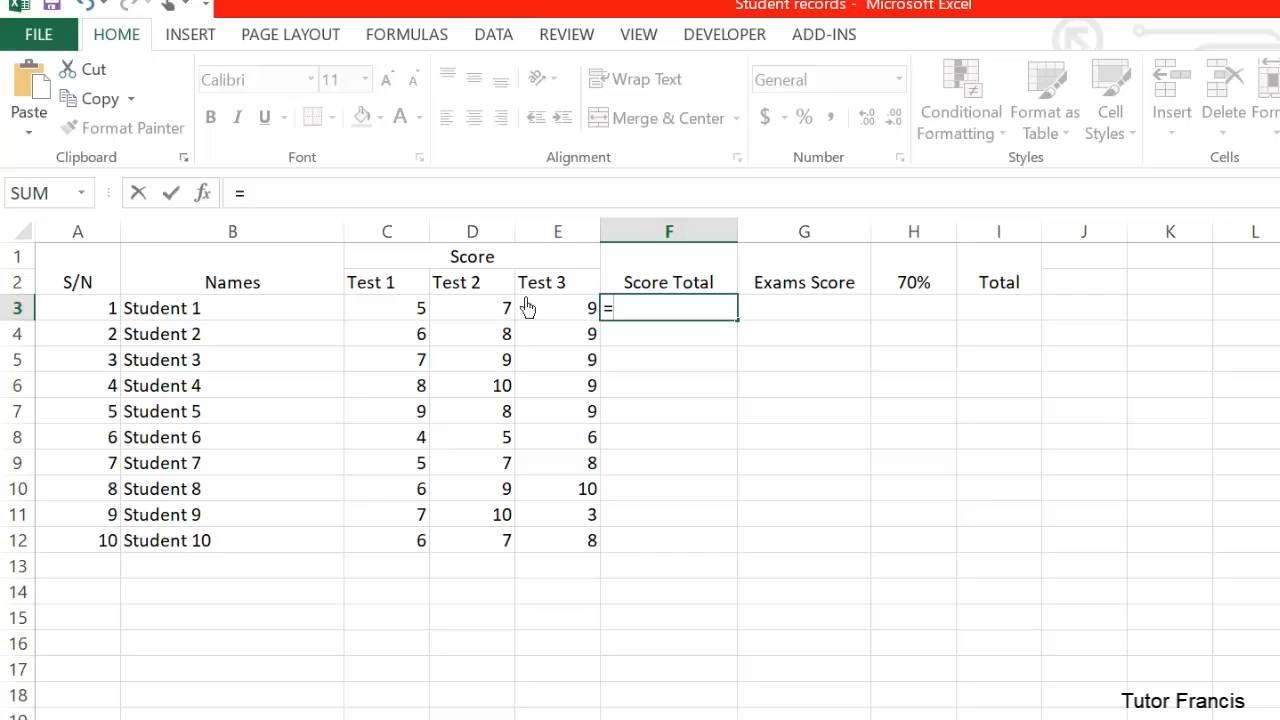 Student records - Microsoft Excel
FILE HOME INSERT PAGE LAYOUT FORMULAS DATA REVIEW VIEW DEVELOPER ADD-INS
Cut
Calibri 11 Wrap Text General
Copy
Paste Format Painter
B I U A Merge & Center $ % , Conditional Formatting Format as Table Cell Styles Insert Delete
Clipboard Font Alignment Number Styles Cells
SUM fx =
A B C D E F G H I J K L
1 Score
2 S/N Names Test 1 Test 2 Test 3 Score Total Exams Score 70% Total
3 1 Student 1 5 7 9 =
4 2 Student 2 6 8 9
5 3 Student 3 7 9 9
6 4 Student 4 8 10 9
7 5 Student 5 9 8 9
8 6 Student 6 4 5 6
9 7 Student 7 5 7 8
10 8 Student 8 6 9 10
11 9 Student 9 7 10 3
12 10 Student 10 6 7 8
13
14
15
16
17
18
Tutor Francis